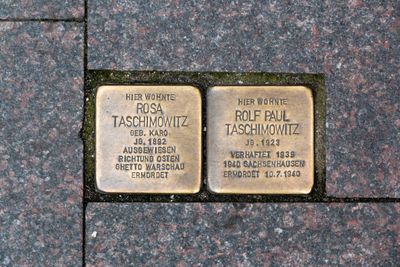 HIER WOHNTE
ROSA
TASCHIMOWITZ
GEB. KARO
JG. 1892
AUSGEWIESEN
RICHTUNG OSTEN
GHETTO WARSCHAU
ERMORDET
HIER WOHNTE
ROLF PAUL
TASCHIMOWITZ
JG. 1923
VERHAFTET 1939
1940 SACHSENHAUSEN
ERMORDET 10.7.1940